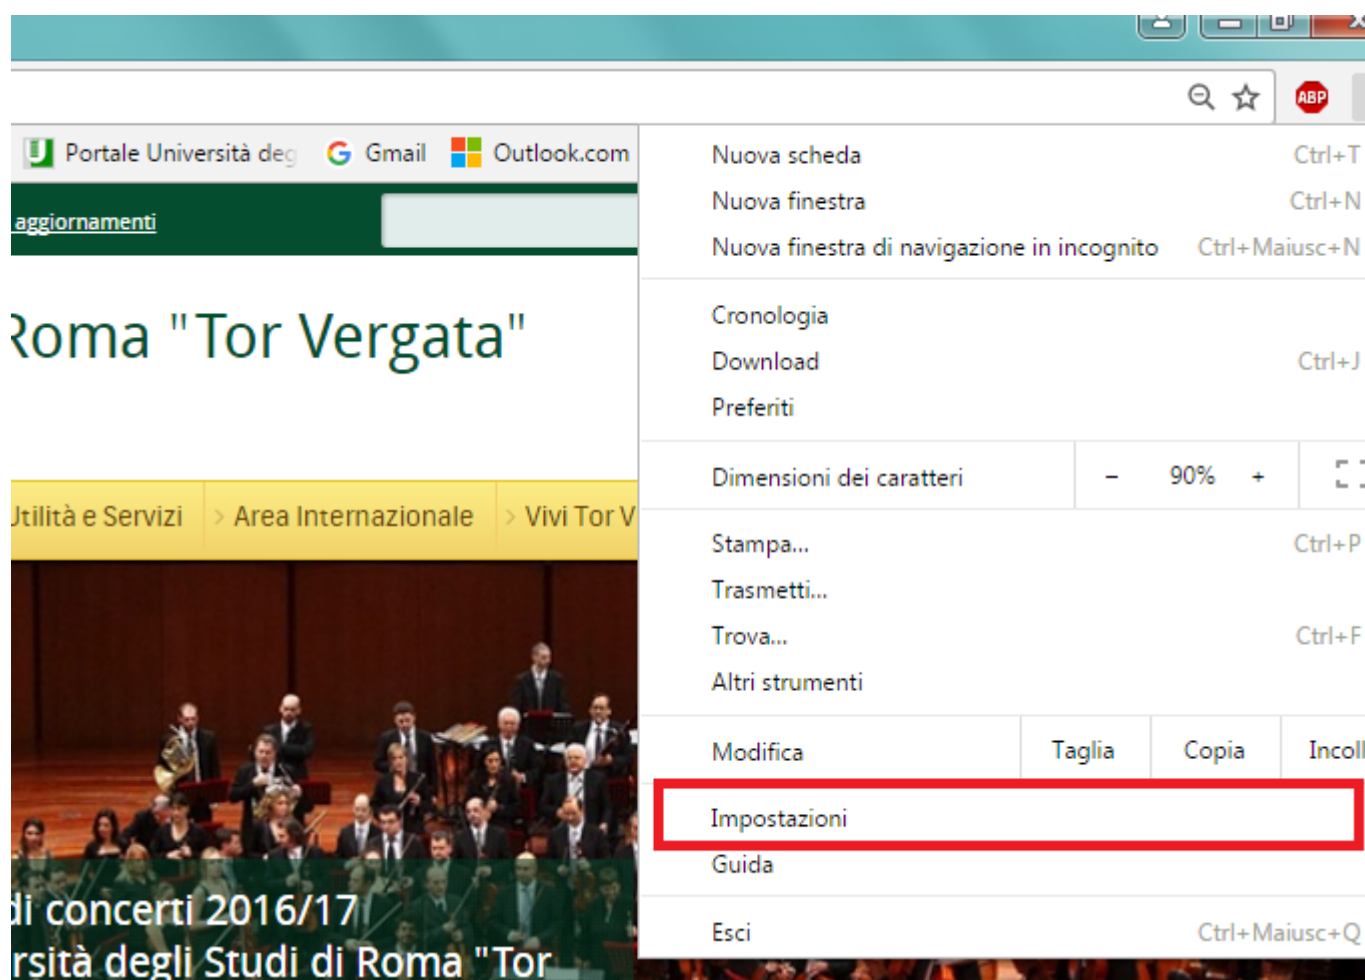 ABP
Portale Università deg
Gmail
Outlook.com
aggiornamenti
Roma "Tor Vergata"
Utilità e Servizi
Area Internazionale
Vivi Tor V
di concerti 2016/17
rsità degli Studi di Roma "Tor
Nuova scheda Ctrl+T
Nuova finestra Ctrl+N
Nuova finestra di navigazione in incognito Ctrl+Maiusc+N
Cronologia
Download Ctrl+J
Preferiti
Dimensioni dei caratteri - 90% +
Stampa... Ctrl+P
Trasmetti...
Trova... Ctrl+F
Altri strumenti
Modifica Taglia Copia Incoll
Impostazioni
Guida
Esci Ctrl+Maiusc+Q